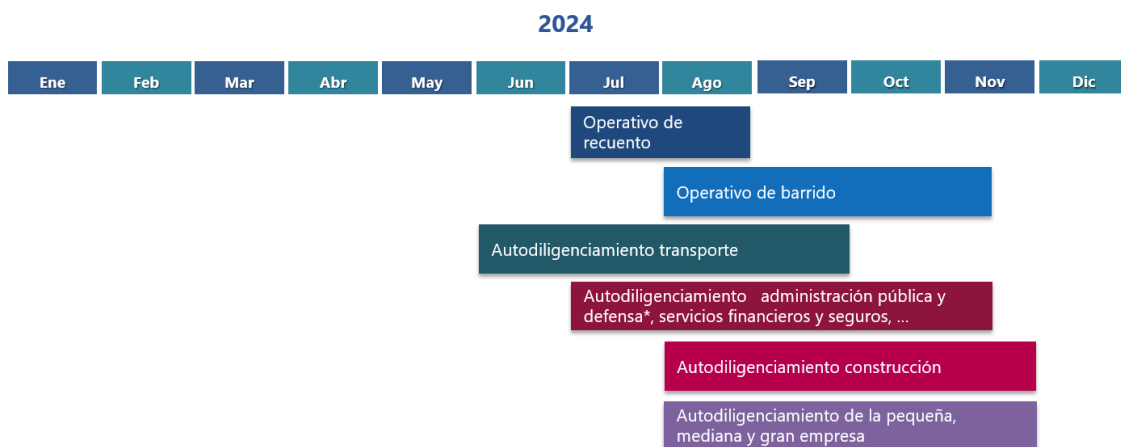 2024
Ene Feb Mar Abr May Jun Jul Ago Sep Oct Nov Dic
Operativo de
recuento
Operativo de barrido
Autodiligenciamiento transporte
Autodiligenciamiento administración pública y
defensa*, servicios financieros y seguros, ...
Autodiligenciamiento construcción
Autodiligenciamiento de la pequeña,
mediana y gran empresa